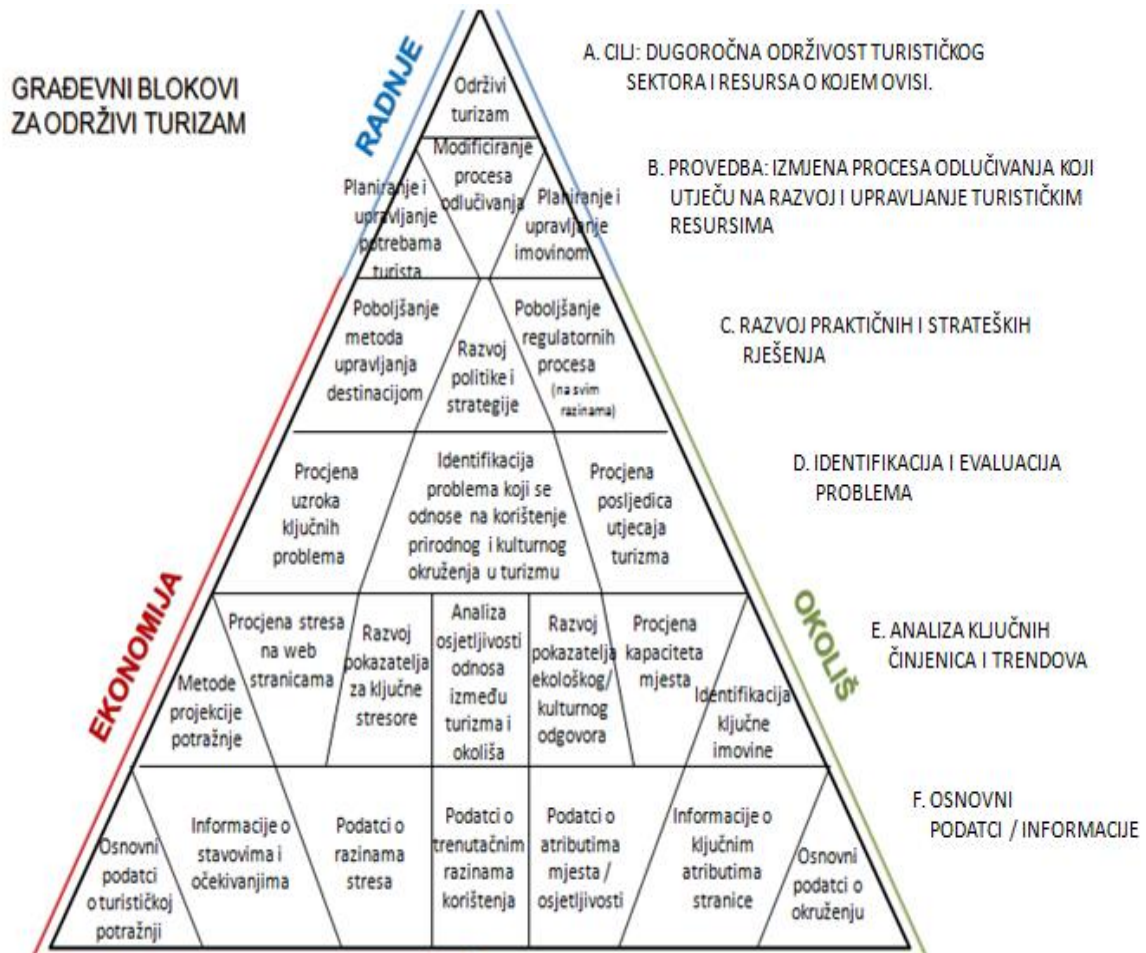 GRAĐEVNI BLOKOVI
ZA ODRŽIVI TURIZAM
RADNJE
EKONOMIJA
OKOLIŠ
A. CILJ: DUGOROČNA ODRŽIVOST TURISTIČKOG
SEKTORA I RESURSA O KOJEM OVISI.
Održivi
turizam
B. PROVEDBA: IZMJENA PROCESA ODLUČIVANJA KOJI
UTJEČU NA RAZVOJ I UPRAVLJANJE TURISTIČKIM
RESURSIMA
Planiranje i
upravljanje
potrebama
turista
Modificiranje
procesa
odlučivanja
Planiranje i
upravljanje
imovinom
C. RAZVOJ PRAKTIČNIH I STRATEŠKIH
RJEŠENJA
Poboljšanje
metoda
upravljanja
destinacijom
Razvoj
politike i
strategije
Poboljšanje
regulatornih
procesa
(na svim
razinama)
D. IDENTIFIKACIJA I EVALUACIJA
PROBLEMA
Procjena
uzroka
ključnih
problema
Identifikacija
problema koji se
odnose na korištenje
prirodnog i kulturnog
okruženja u turizmu
Procjena
posljedica
utjecaja
turizma
E. ANALIZA KLJUČNIH
ČINJENICA I TRENDOVA
Metode
projekcije
potražnje
Procjena stresa
na web
stranicama
Razvoj
pokazatelja
za ključne
stresore
Analiza
osjetljivosti
odnosa
između
turizma i
okoliša
Razvoj
pokazatelja
ekološkog/
kulturnog
odgovora
Procjena
kapaciteta
mjesta
Identifikacija
ključne
imovine
F. OSNOVNI
PODATCI / INFORMACIJE
Osnovni
podatci
o turističkoj
potražnji
Informacije o
stavovima i
očekivanjima
Podatci o
razinama
stresa
Podatci o
trenutačnim
razinama
korištenja
Podatci o
atributima
mjesta /
osjetljivosti
Informacije o
ključnim
atributima
stranice
Osnovni
podatci o
okruženju